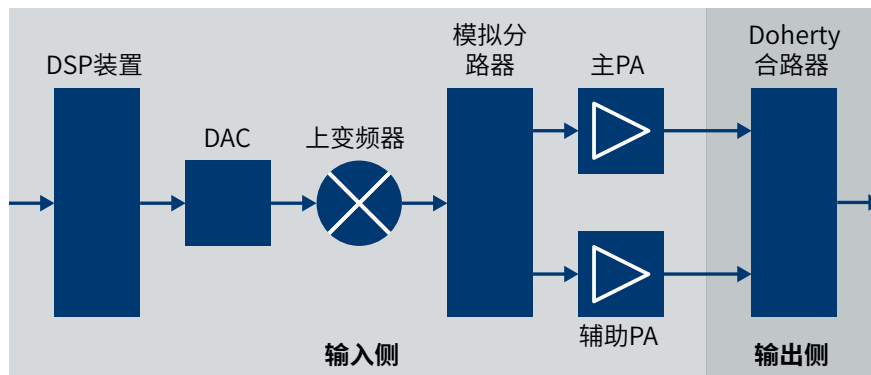 DSP装置
DAC
上变频器
模拟分
路器
主PA
辅助PA
Doherty
合路器
输入侧
输出侧